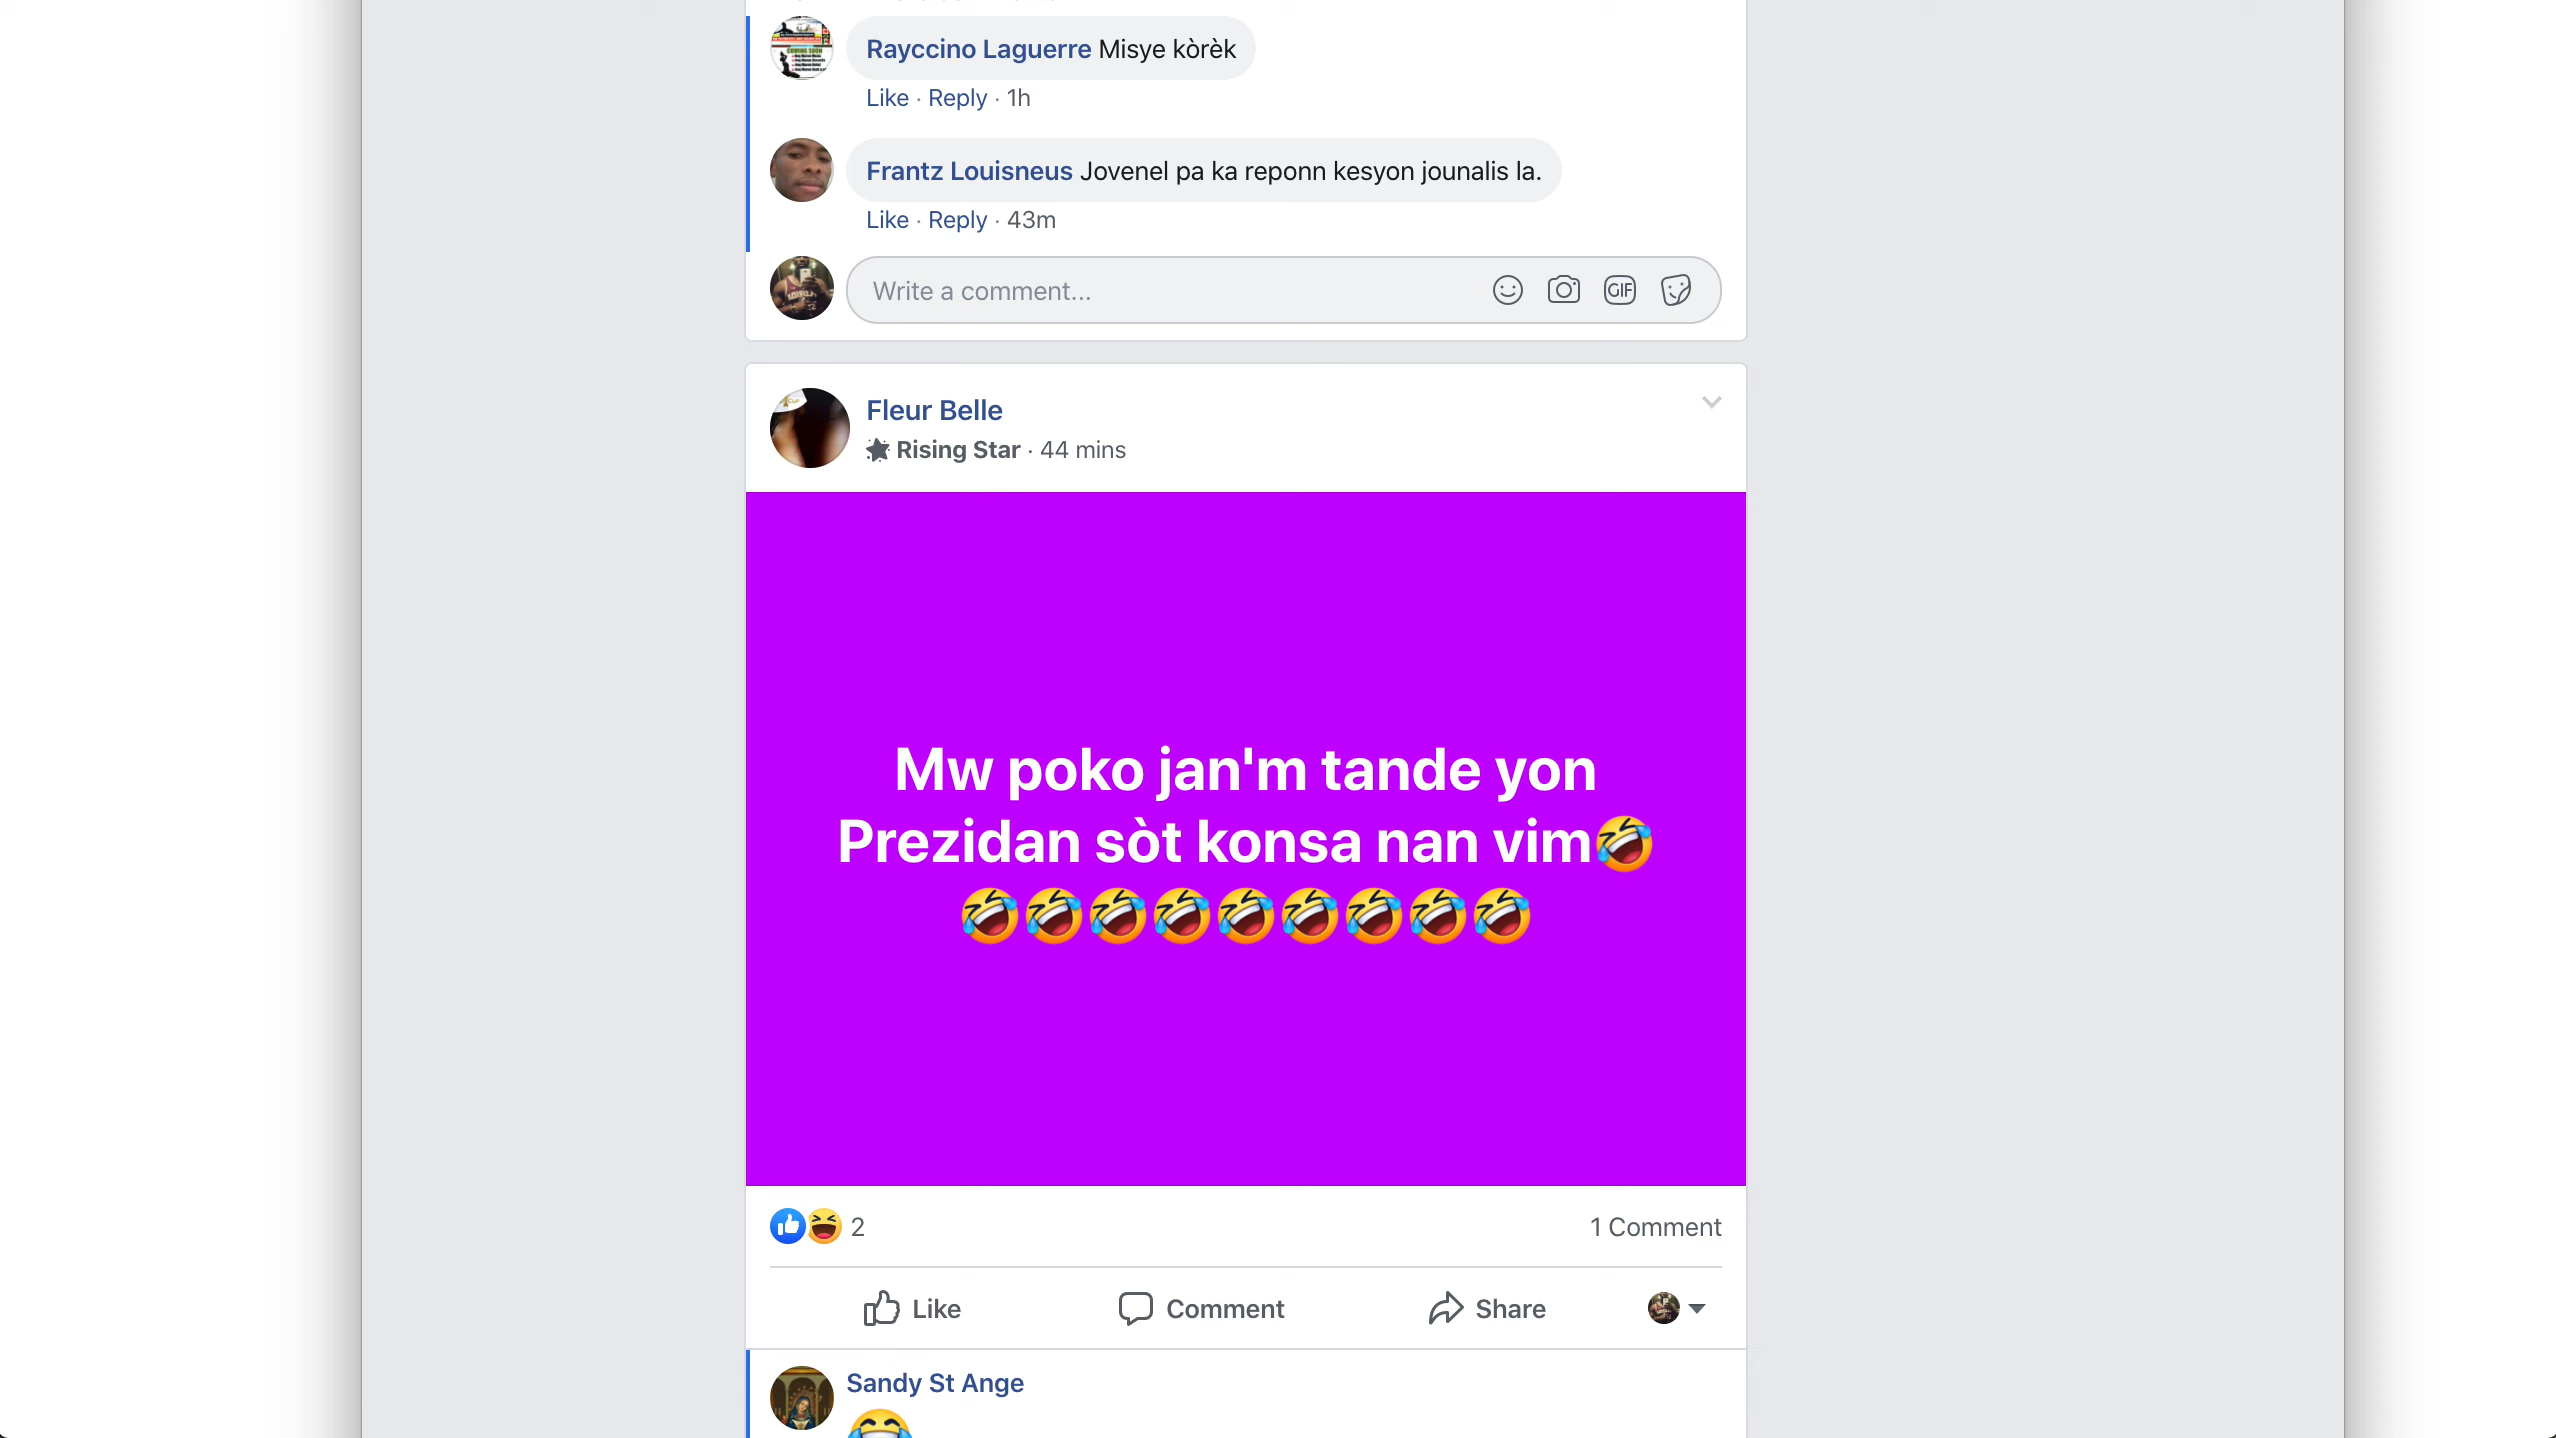 COMING SOON
Rayccino Laguerre Misye kòrèk
Like · Reply · 1h
Frantz Louisneus Jovenel pa ka reponn kesyon jounalis la.
Like · Reply · 43m
Write a comment...
GIF
Fleur Belle
Rising Star · 44 mins
Mw poko jan'm tande yon
Prezidan sòt konsa nan vim🤣
🤣🤣🤣🤣🤣🤣🤣🤣🤣
2
1 Comment
Like
Comment
Share
Sandy St Ange